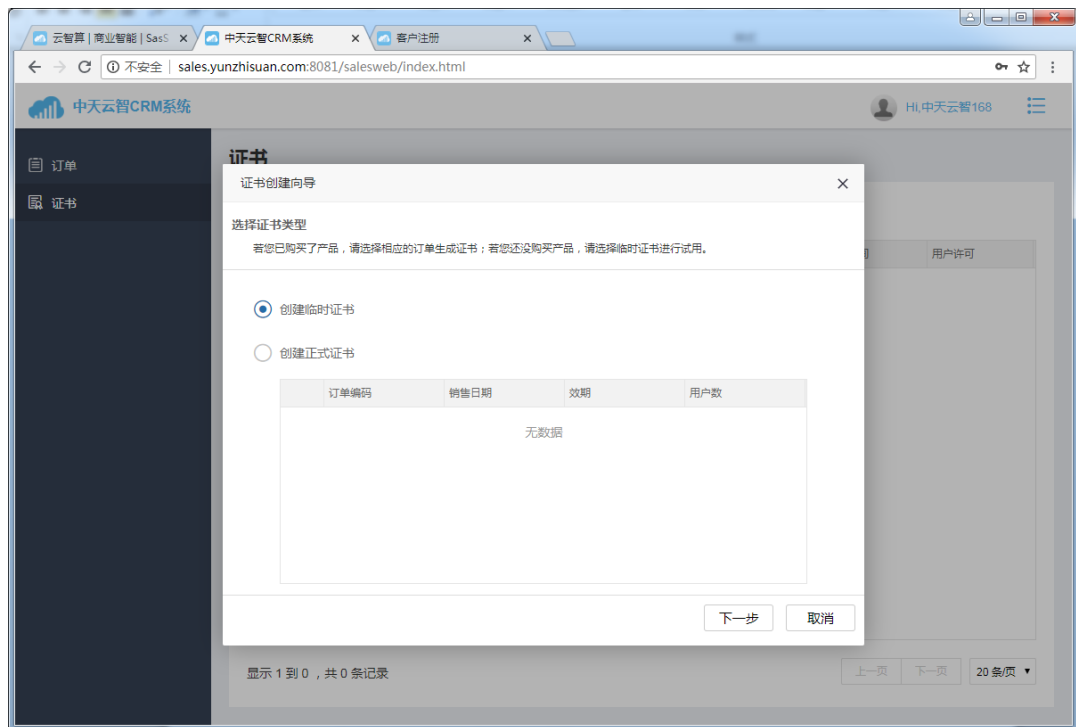 云智算 | 商业智能 | SasS
中天云智CRM系统
客户注册
不安全 | sales.yunzhisuan.com:8081/salesweb/index.html
中天云智CRM系统
Hi,中天云智168
订单
证书
证书
证书创建向导
选择证书类型
若您已购买了产品，请选择相应的订单生成证书；若您还没购买产品，请选择临时证书进行试用。
用户许可
创建临时证书
创建正式证书
订单编码 销售日期 效期 用户数
无数据
下一步 取消
显示 1 到 0 ，共 0 条记录
上一页 下一页 20 条/页